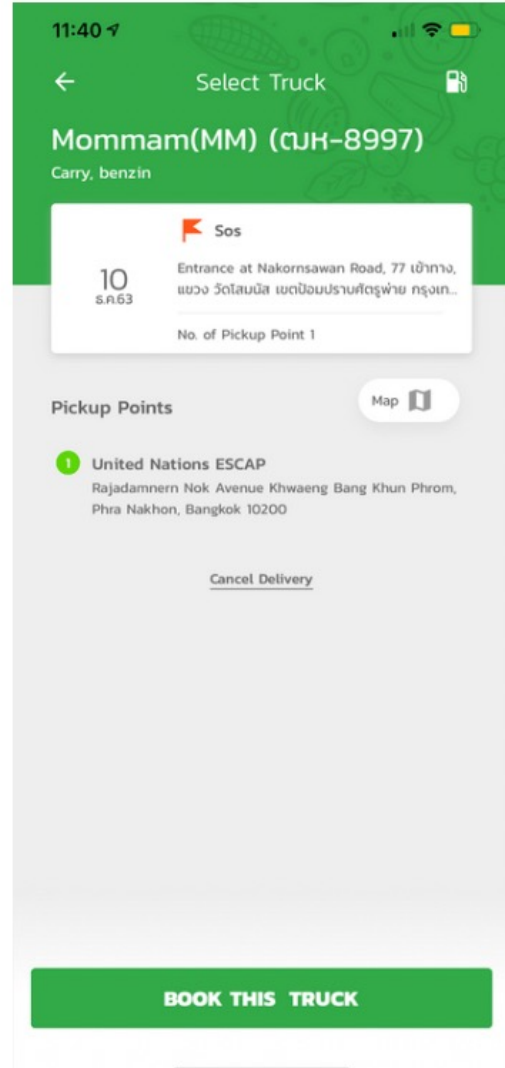 11:40
Select Truck
Mommam(MM) (ฒห-8997)
Carry, benzin
Sos
10
ธ.ค.63
Entrance at Nakornsawan Road, 77 เข้าทาง,
แขวง วัดโสมนัส เขตป้อมปราบศัตรูพ่าย กรุงเท...
No. of Pickup Point 1
Pickup Points
Map
1 United Nations ESCAP
Rajadamnern Nok Avenue Khwaeng Bang Khun Phrom,
Phra Nakhon, Bangkok 10200
Cancel Delivery
BOOK THIS TRUCK